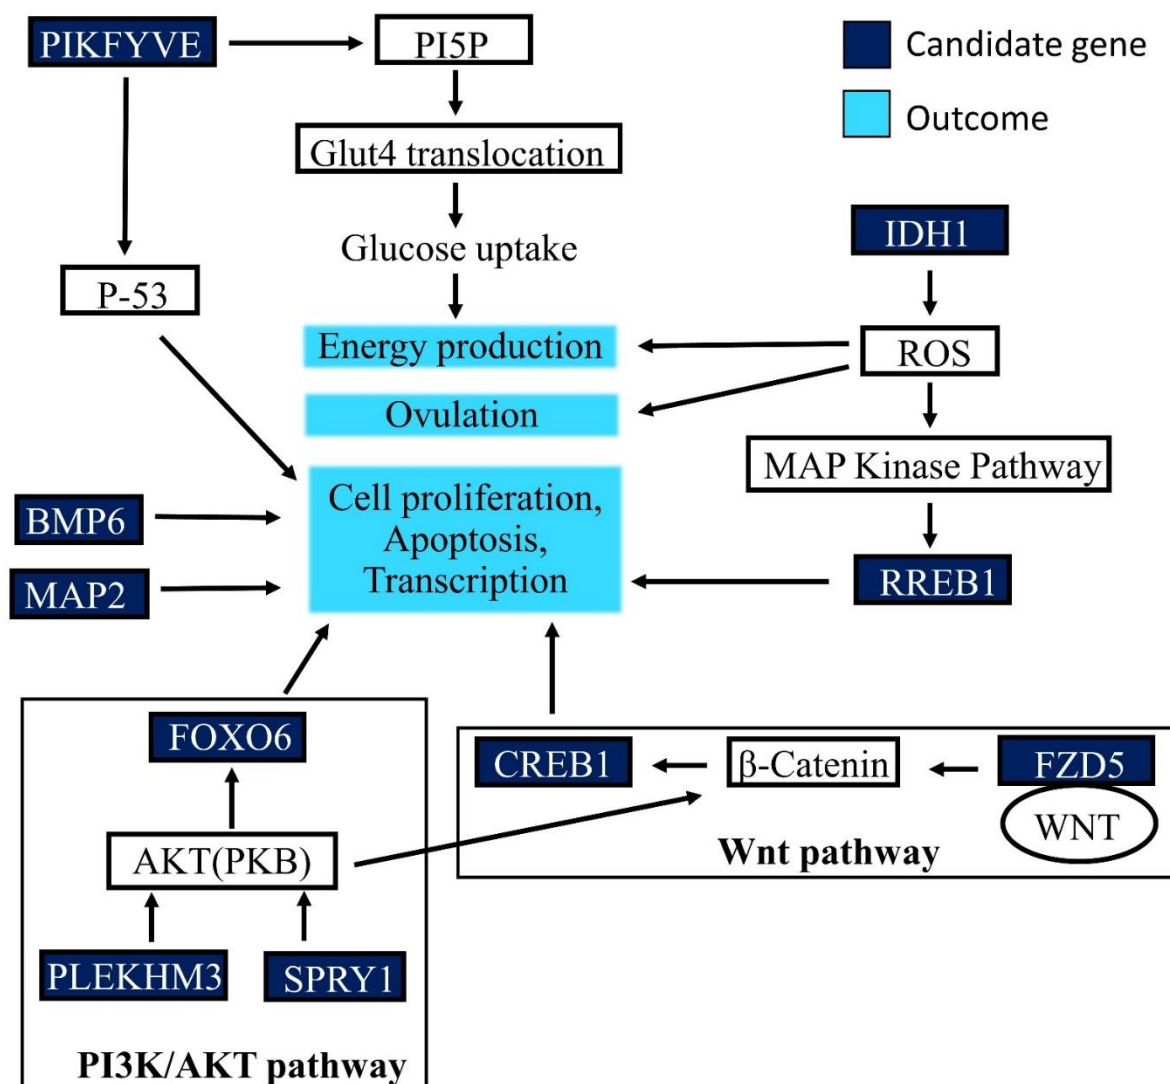 PIKFYVE
PI5P
Candidate gene
Outcome
Glut4 translocation
IDH1
Glucose uptake
P-53
Energy production
ROS
Ovulation
MAP Kinase Pathway
Cell proliferation,
Apoptosis,
Transcription
BMP6
MAP2
RREB1
FOXO6
CREB1
β-Catenin
FZD5
WNT
Wnt pathway
AKT(PKB)
PLEKHM3
SPRY1
PI3K/AKT pathway